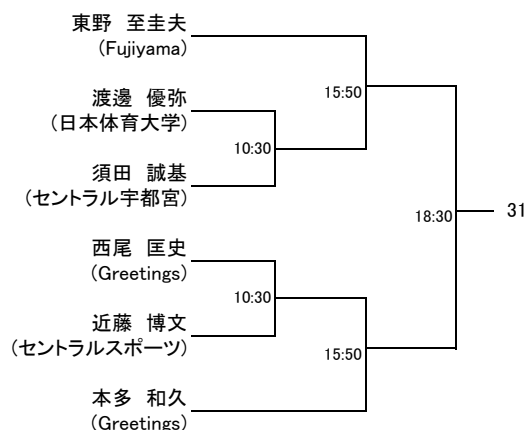 東野　至圭夫
(Fujiyama)
15:50
渡邊　優弥
(日本体育大学)
10:30
須田　誠基
(セントラル宇都宮)
18:30
31
西尾　匡史
(Greetings)
10:30
近藤　博文
(セントラルスポーツ)
15:50
本多　和久
(Greetings)